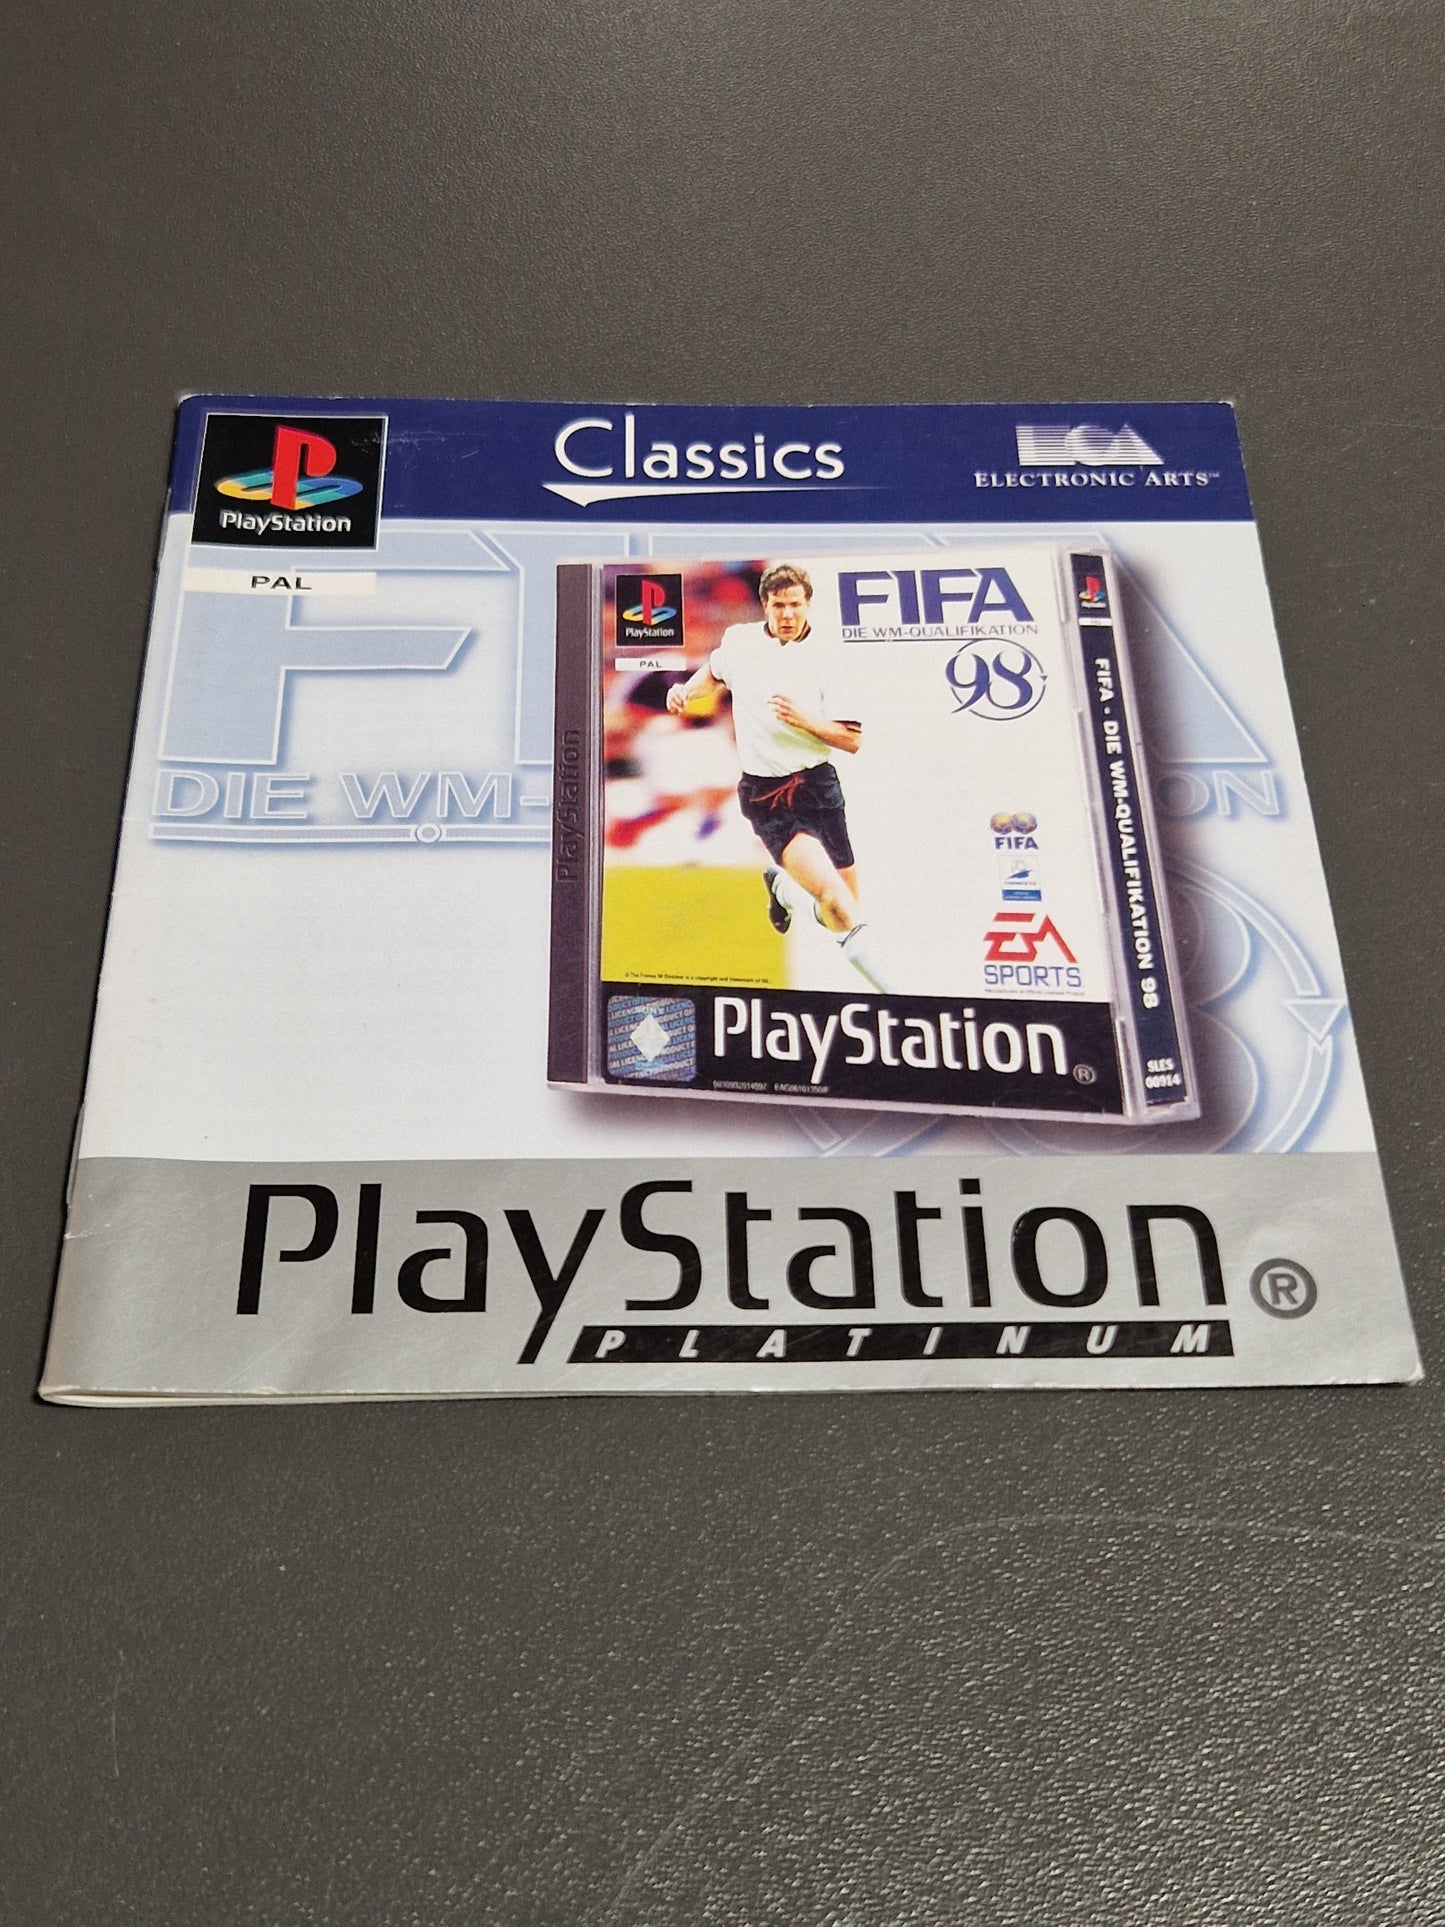 Classics
ELECTRONIC ARTS™
PlayStation
PAL
DIE WM-
ON
PlayStation
PlayStation
PAL
FIFA
DIE WM-QUALIFIKATION
98
FIFA
EA
SPORTS
PlayStation®
FIFA - DIE WM-QUALIFIKATION 98
SLES
00914
PlayStation®
PLATINUM